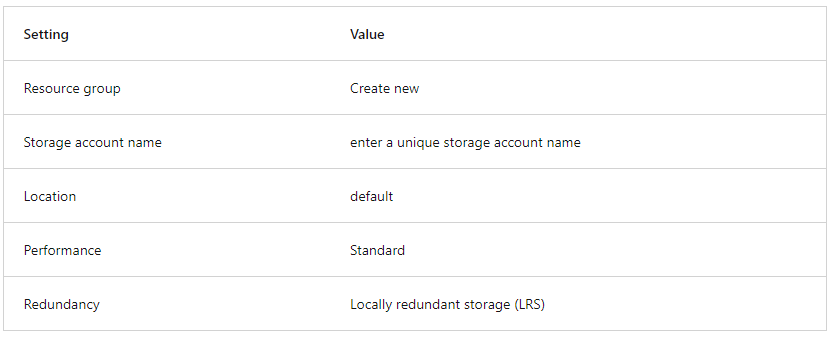 Setting Value
Resource group Create new
Storage account name enter a unique storage account name
Location default
Performance Standard
Redundancy Locally redundant storage (LRS)